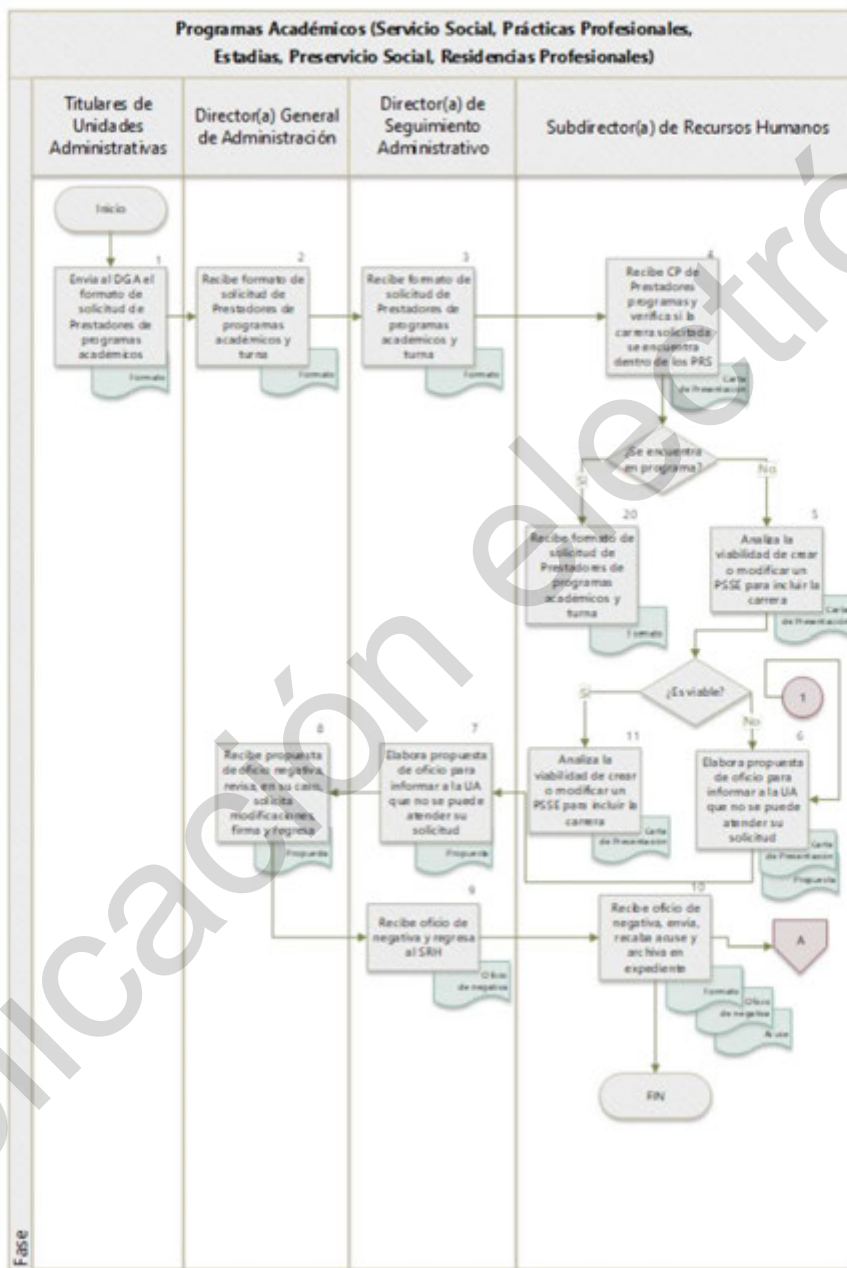 Programas Académicos (Servicio Social, Prácticas Profesionales,
Estadias, Preservicio Social, Residencias Profesionales)
Titulares de
Unidades
Administrativas
Director(a) General
de Administración
Director(a) de
Seguimiento
Administrativo
Subdirector(a) de Recursos Humanos
Inicio
1
Envia al DGA el
formato de
solicitud de
Prestadores de
programas
académicos
Formato
2
Recibe formato de
solicitud de
Prestadores de
programas
académicos y
turna
Formato
3
Recibe formato de
solicitud de
Prestadores de
programas
académicos y
turna
Formato
4
Recibe CP de
Prestadores
programas y
verifica si la
carrera solicitada
se encuentra
dentro de los PRS
Carta
de Presentación
¿Se encuentra
en programa?
Si
No
20
Recibe formato de
solicitud de
Prestadores de
programas
académicos y
turna
Formato
5
Analiza la
viabilidad de crear
o modificar un
PSSE para incluir la
carrera
Carta
de Presentación
¿Es viable?
Si
No
1
8
Recibe propuesta
de oficio negativa,
revisa, en su caso,
solicita
modificaciones,
firma y regresa
Propuesta
7
Elabora propuesta
de oficio para
informar a la UA
que no se puede
atender su
solicitud
Propuesta
11
Analiza la
viabilidad de crear
o modificar un
PSSE para incluir la
carrera
Carta
de Presentación
6
Elabora propuesta
de oficio para
informar a la UA
que no se puede
atender su
solicitud
Carta
de Presentación
Propuesta
9
Recibe oficio de
negativa y regresa
al SRH
Oficio
de negativa
10
Recibe oficio de
negativa, envía,
recaba acuse y
archiva en
expediente
Formato
Oficio
de negativa
Acuse
A
FIN
Fase
licación electró